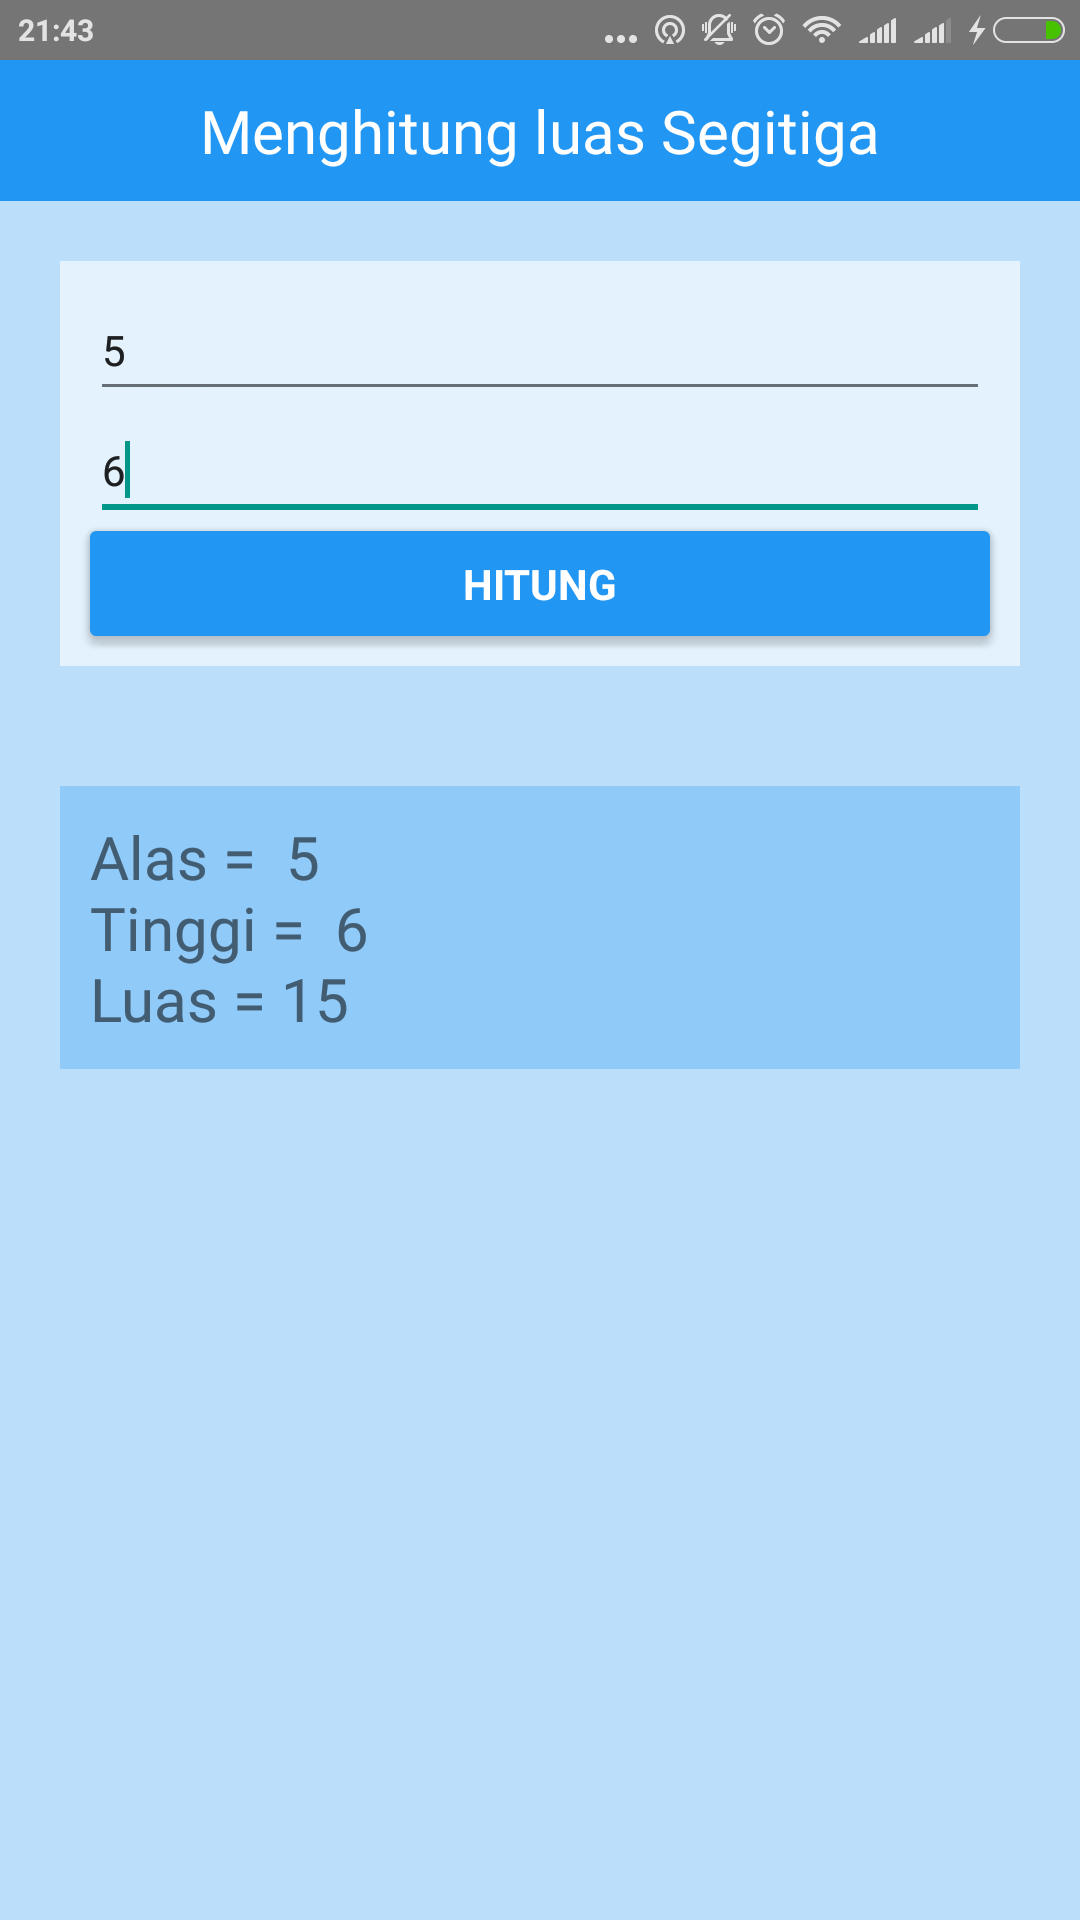 21:43
Menghitung luas Segitiga
5
6
HITUNG
Alas =  5
Tinggi =  6
Luas = 15